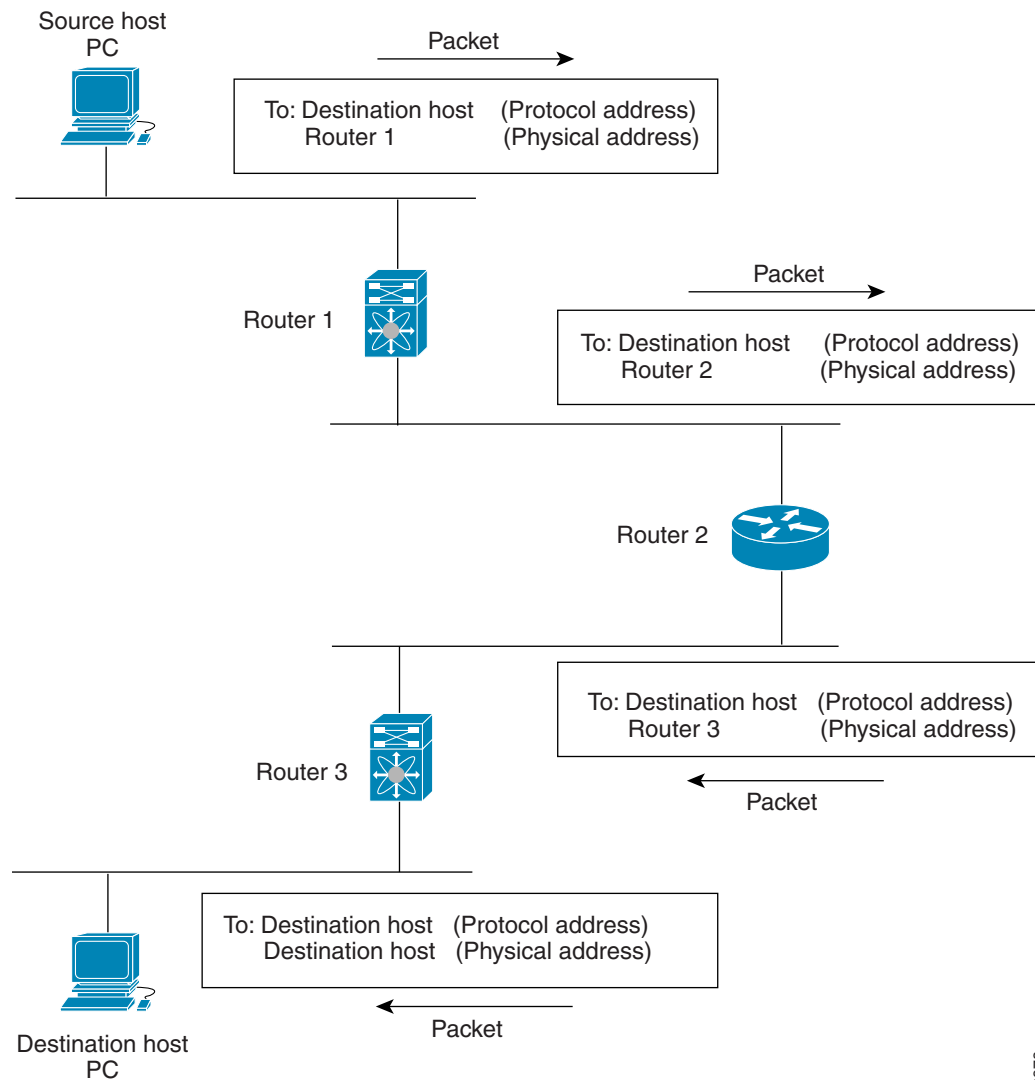 Source host
PC
Packet
To: Destination host (Protocol address)
Router 1 (Physical address)
Router 1
Packet
To: Destination host (Protocol address)
Router 2 (Physical address)
Router 2
To: Destination host (Protocol address)
Router 3 (Physical address)
Router 3
Packet
To: Destination host (Protocol address)
Destination host (Physical address)
Packet
Destination host
PC